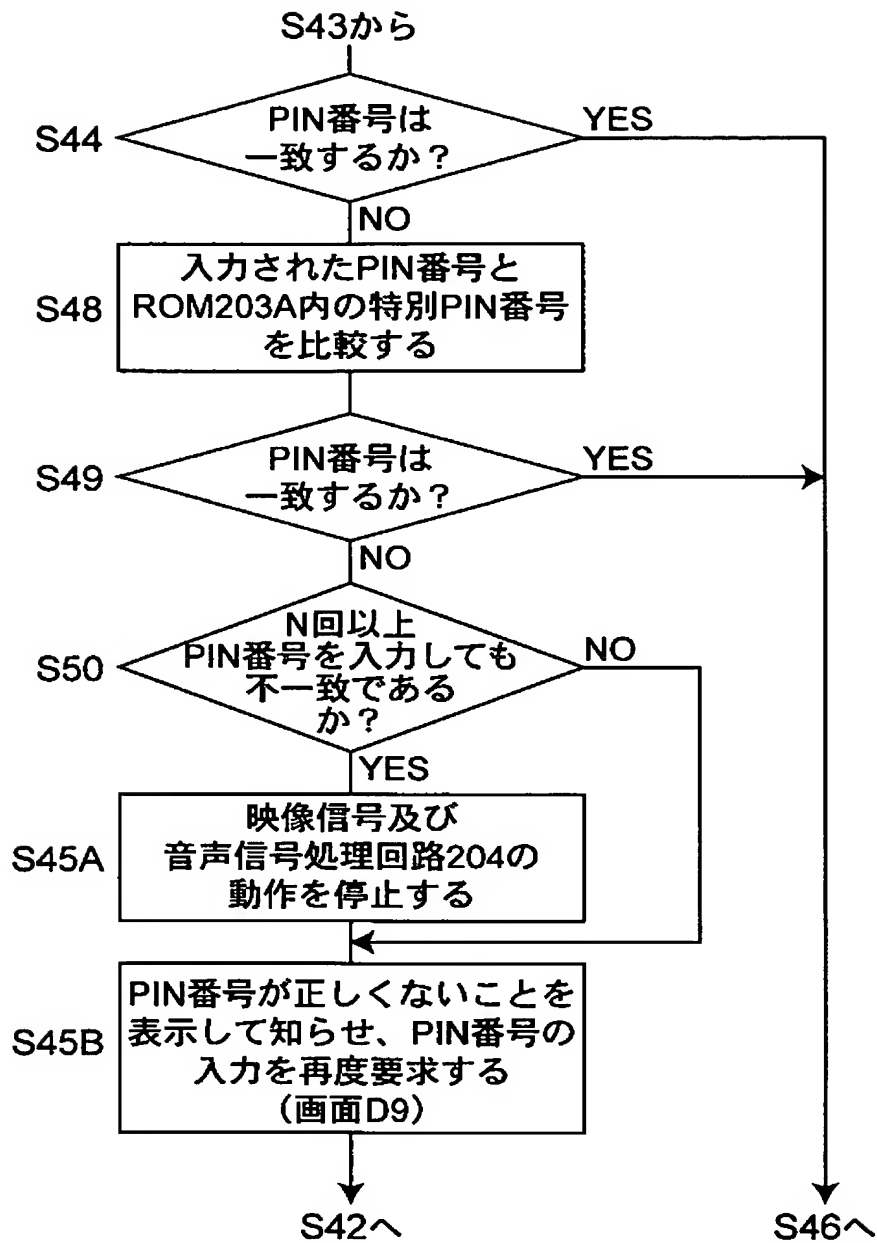 S43から
S44
PIN番号は
一致するか？
YES
NO
S48
入力されたPIN番号と
ROM203A内の特別PIN番号
を比較する
S49
PIN番号は
一致するか？
YES
NO
S50
N回以上
PIN番号を入力しても
不一致である
か？
NO
YES
S45A
映像信号及び
音声信号処理回路204の
動作を停止する
S45B
PIN番号が正しくないことを
表示して知らせ、PIN番号の
入力を再度要求する
（画面D9）
S42へ
S46へ